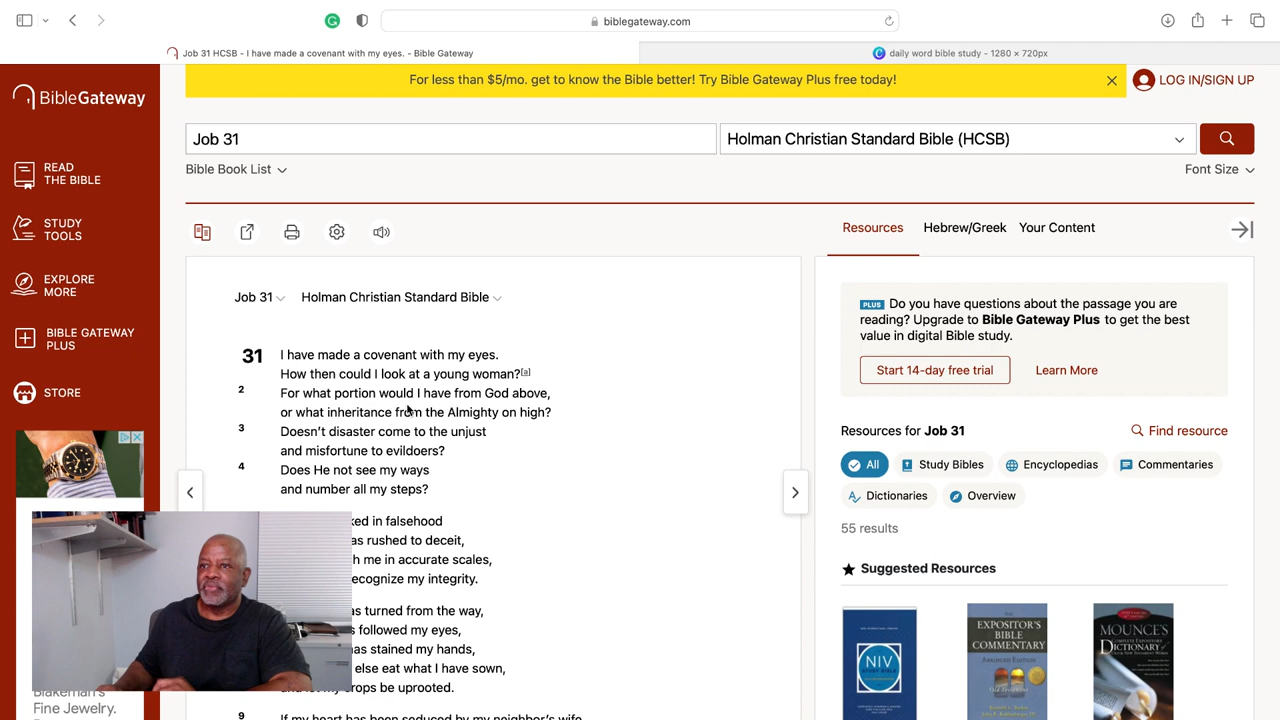 biblegateway.com
Job 31 HCSB - I have made a covenant with my eyes. - Bible Gateway
daily word bible study - 1280 × 720px
For less than $5/mo. get to know the Bible better! Try Bible Gateway Plus free today!
LOG IN/SIGN UP
BibleGateway
Job 31
Holman Christian Standard Bible (HCSB)
Bible Book List
Font Size
READ
THE BIBLE
STUDY
TOOLS
EXPLORE
MORE
BIBLE GATEWAY
PLUS
STORE
Resources Hebrew/Greek Your Content
Job 31 Holman Christian Standard Bible
31 I have made a covenant with my eyes.
How then could I look at a young woman?[a]
2 For what portion would I have from God above,
or what inheritance from the Almighty on high?
3 Doesn't disaster come to the unjust
and misfortune to evildoers?
4 Does He not see my ways
and number all my steps?
ked in falsehood
as rushed to deceit,
h me in accurate scales,
ecognize my integrity.
as turned from the way,
s followed my eyes,
has stained my hands,
else eat what I have sown,
crops be uprooted.
9 If my heart has been seduced by my neighbor's wife
PLUS Do you have questions about the passage you are
reading? Upgrade to Bible Gateway Plus to get the best
value in digital Bible study.
Start 14-day free trial Learn More
Resources for Job 31 Find resource
All Study Bibles Encyclopedias Commentaries
Dictionaries Overview
55 results
Suggested Resources
NIV
THE
EXPOSITOR'S
BIBLE
COMMENTARY
MOUNCE'S
DICTIONARY
Blakeman's
Fine Jewelry.